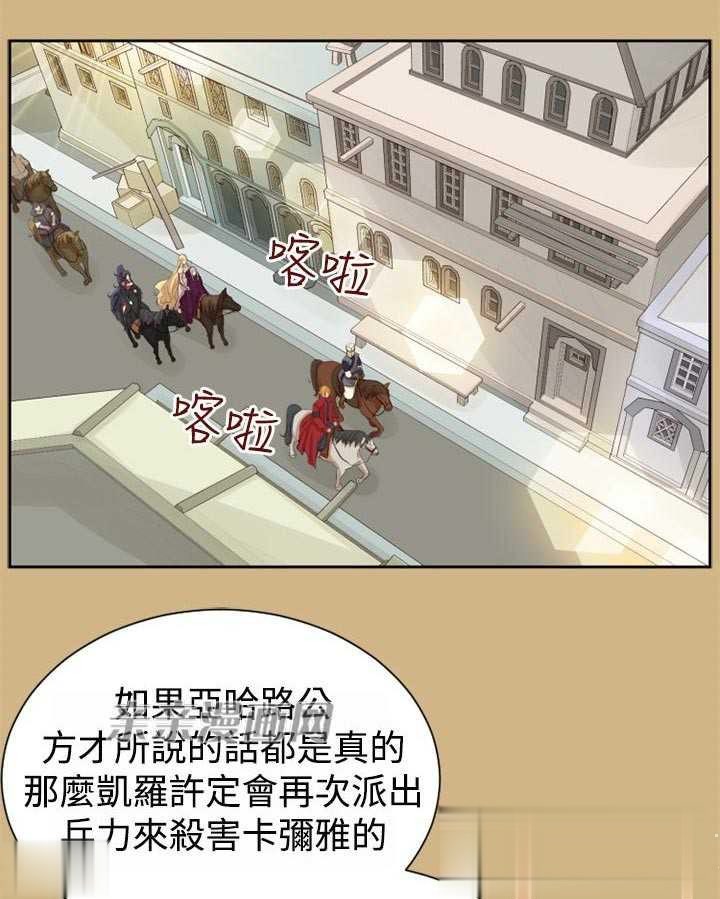 喀啦
喀啦
如果亞哈路公
方才所說的話都是真的
那麼凱羅許定會再次派出
兵力來殺害卡彌雅的